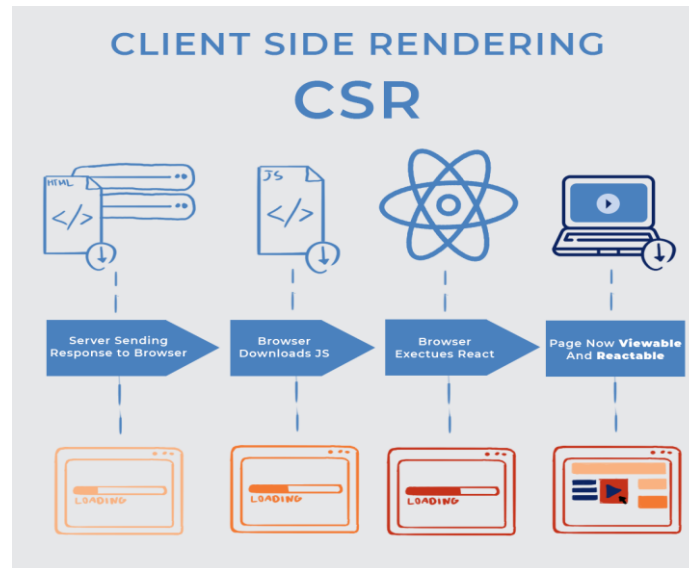 CLIENT SIDE RENDERING
CSR
HTML
</>
JS
</>
Server Sending
Response to Browser
Browser
Downloads JS
Browser
Exectues React
Page Now Viewable
And Reactable
LOADING
LOADING
LOADING